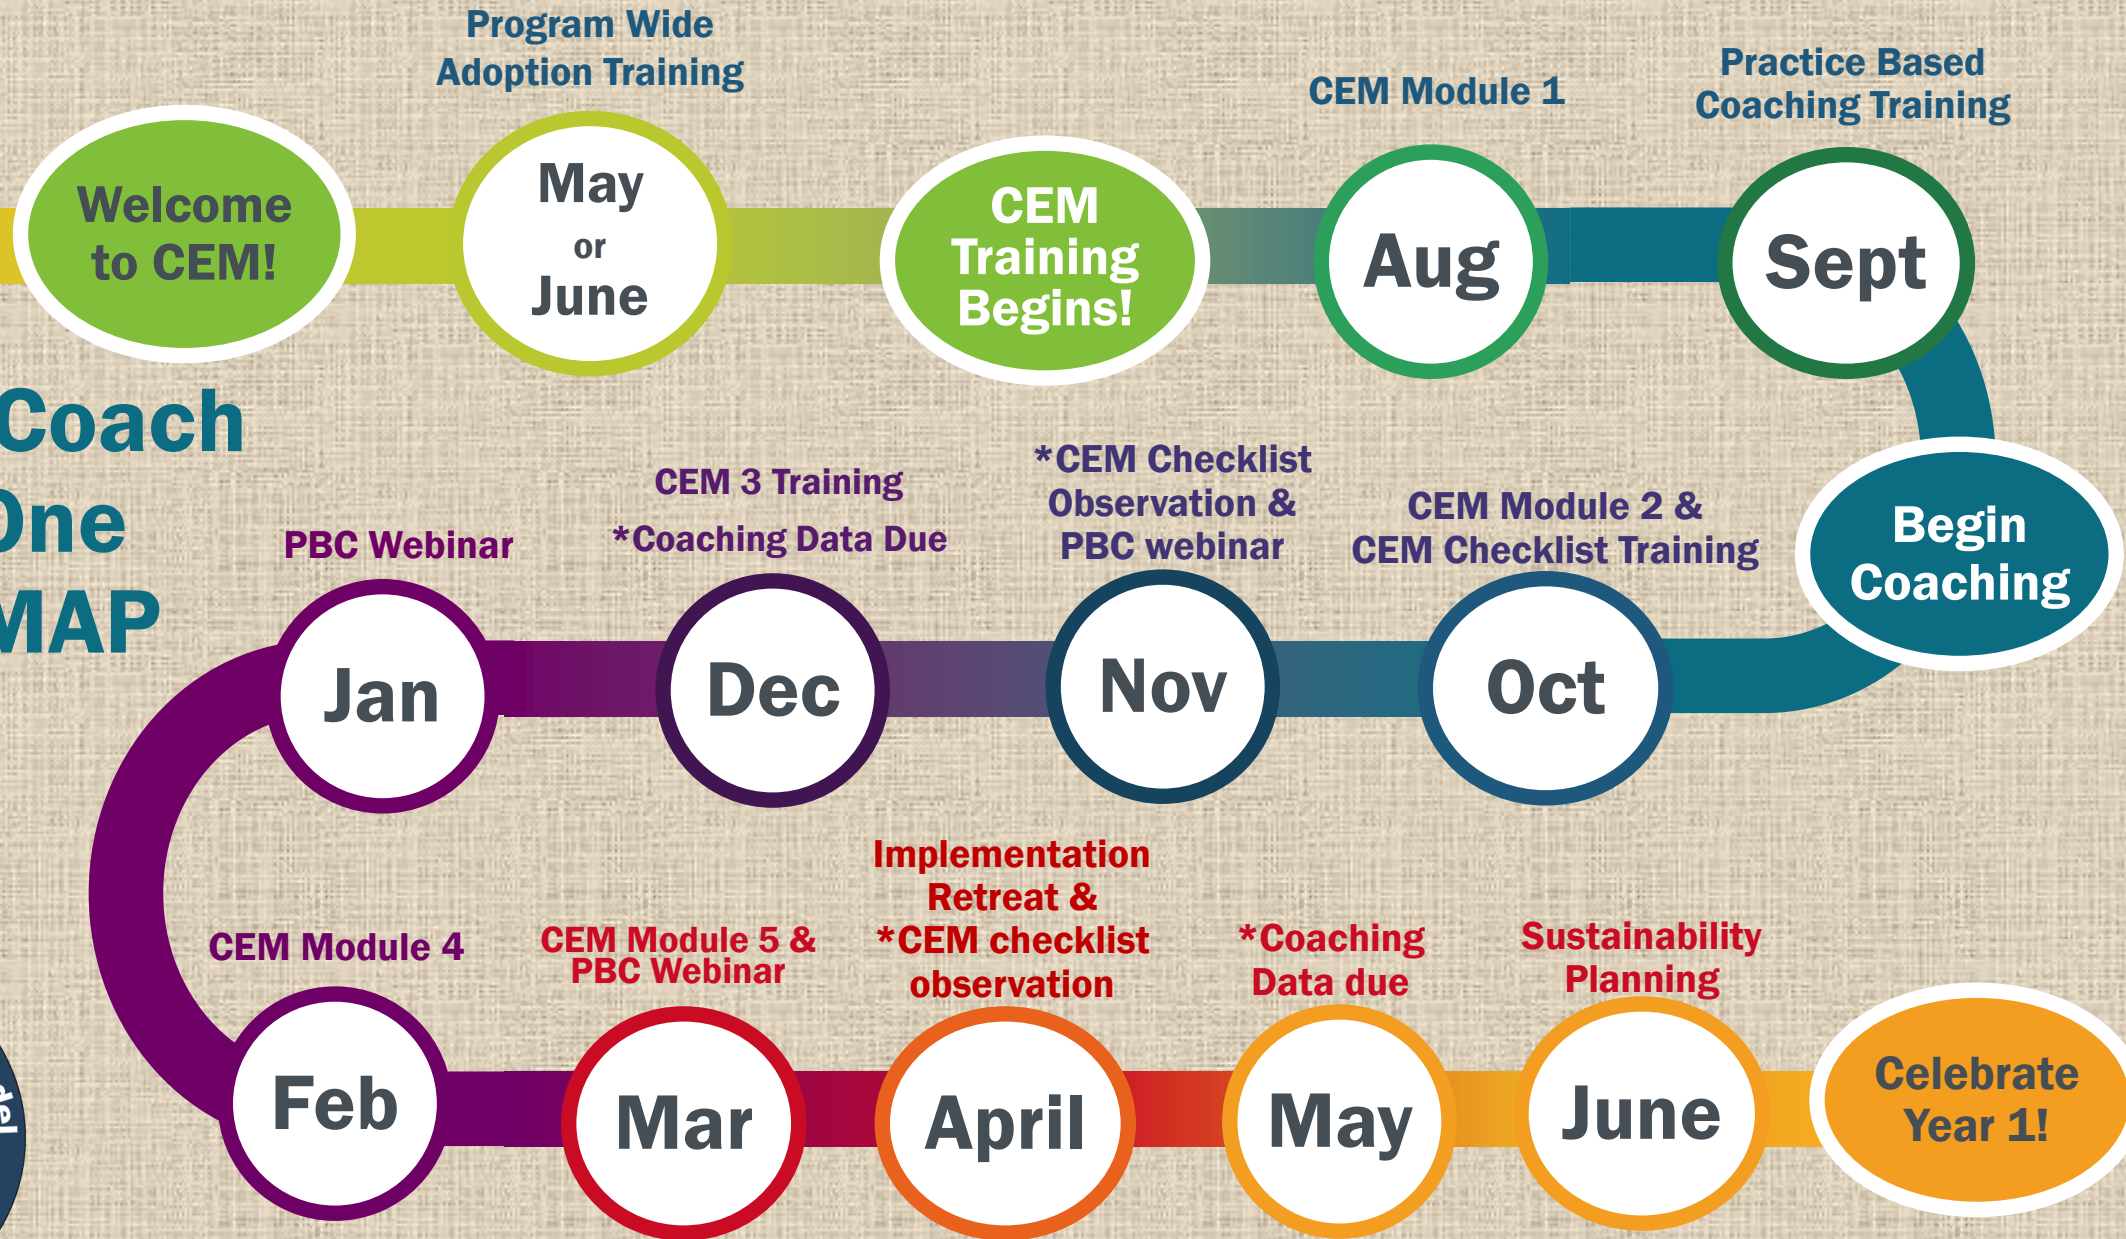 Program Wide
Adoption Training
CEM Module 1
Practice Based
Coaching Training
Welcome
to CEM!
May
or
June
CEM
Training
Begins!
Aug
Sept
Coach
One
MAP
PBC Webinar
CEM 3 Training
*Coaching Data Due
*CEM Checklist
Observation &
PBC webinar
CEM Module 2 &
CEM Checklist Training
Begin
Coaching
Jan
Dec
Nov
Oct
CEM Module 4
CEM Module 5 &
PBC Webinar
Implementation
Retreat &
*CEM checklist
observation
*Coaching
Data due
Sustainability
Planning
Feb
Mar
April
May
June
Celebrate
Year 1!